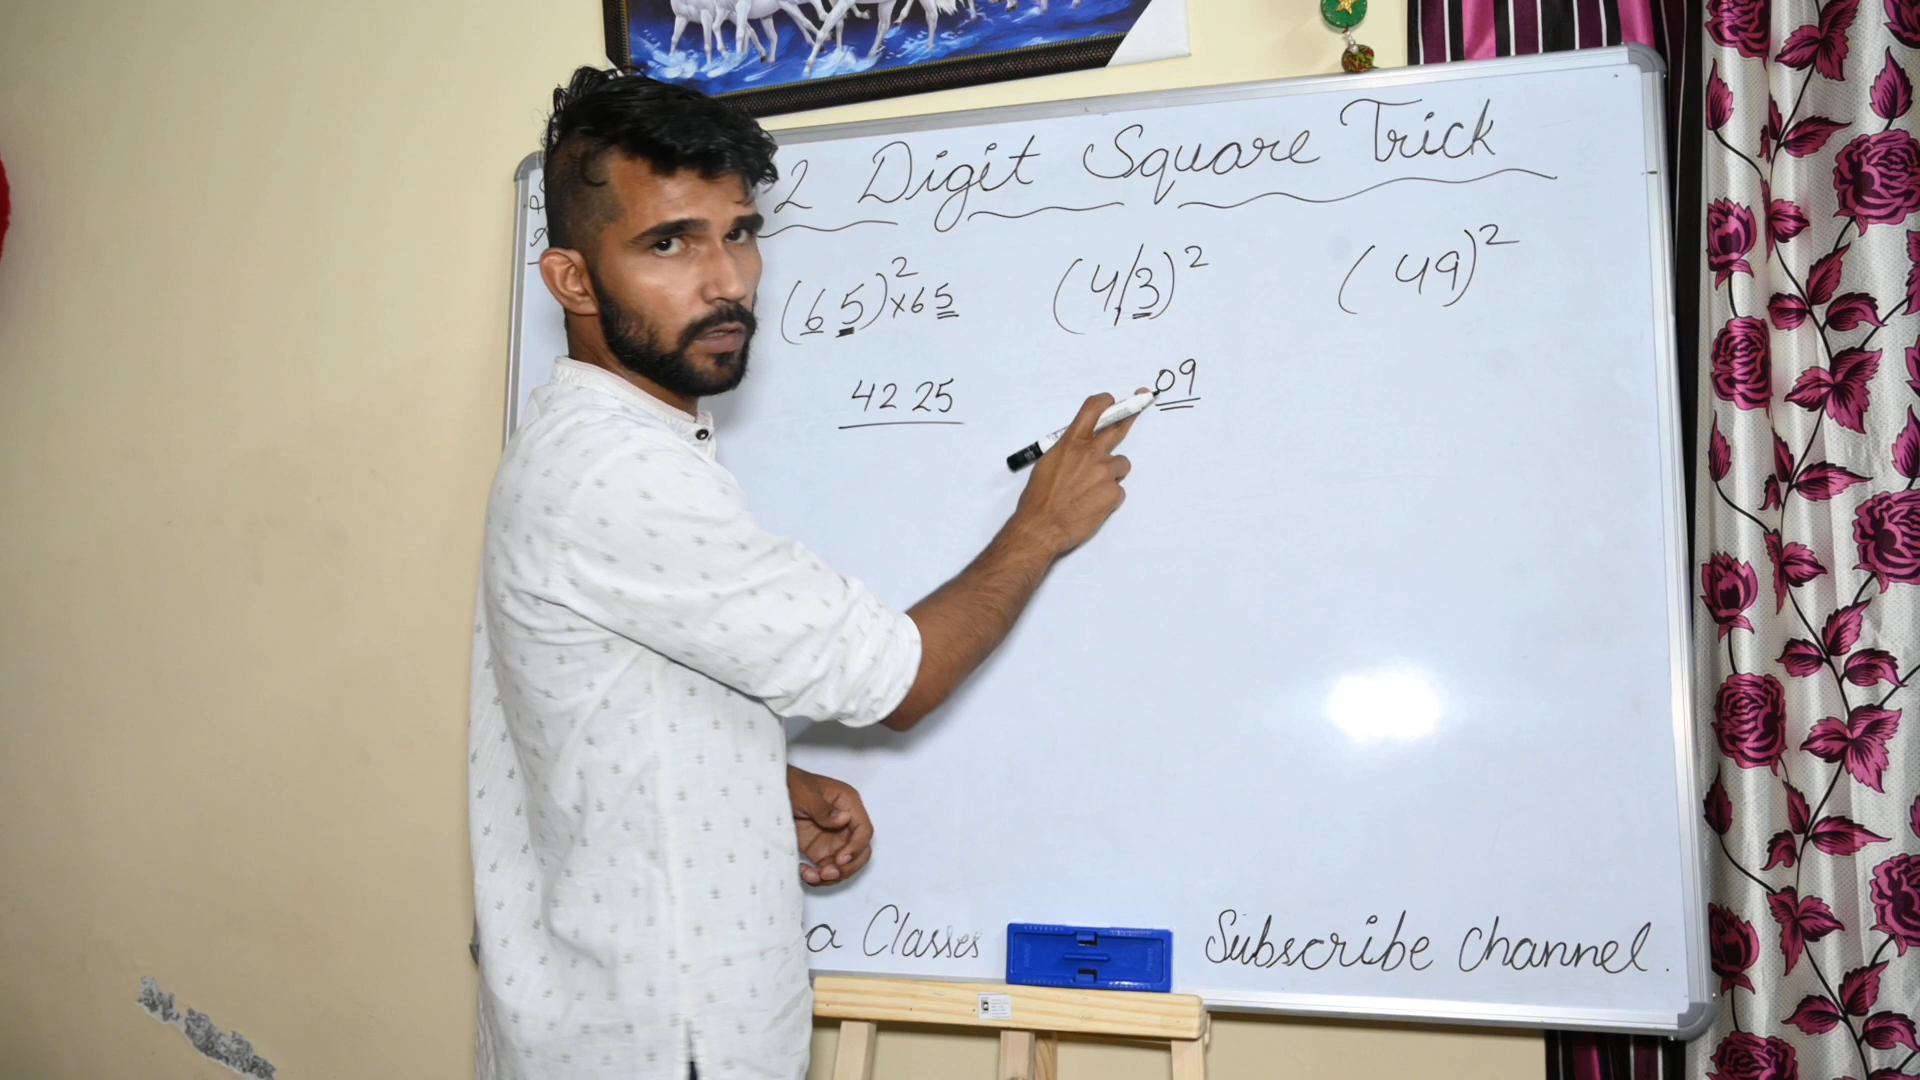 2 Digit Square Trick
(65)²×65 (4/3)² (49)²
4225 09
Classes Subscribe Channel.